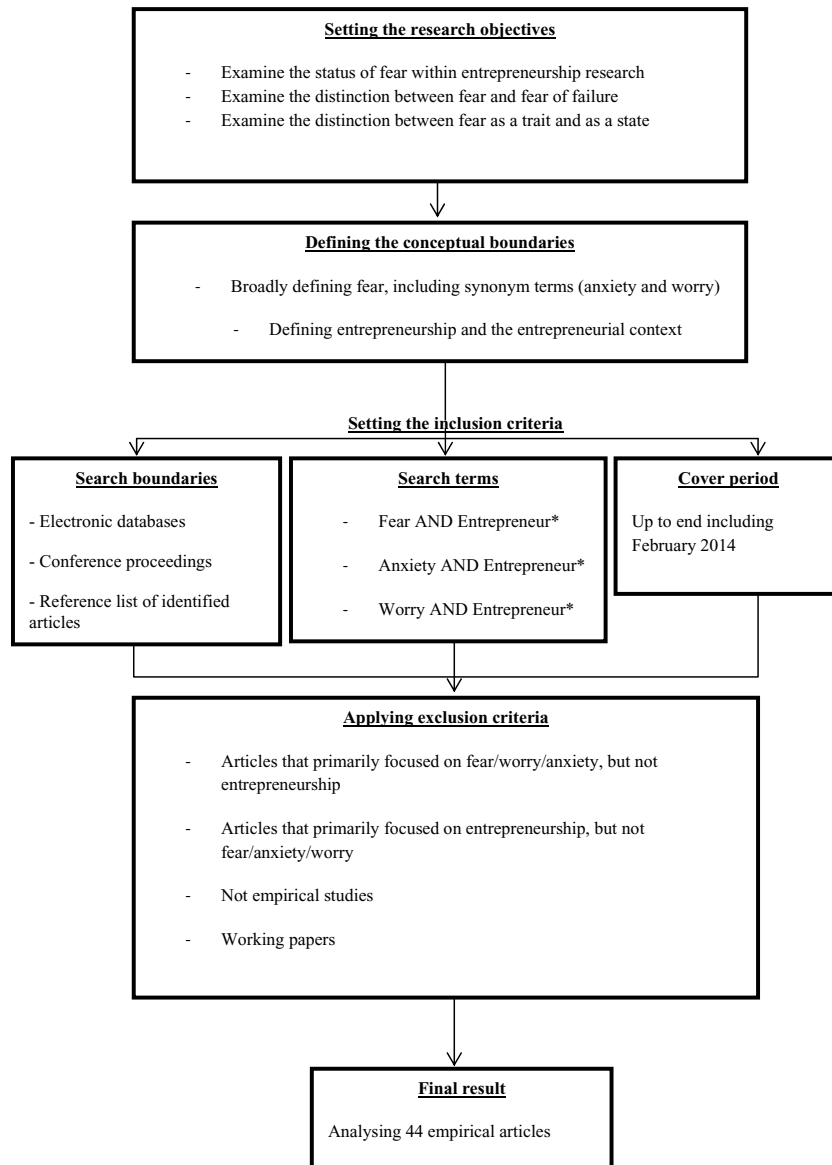 Setting the research objectives
- Examine the status of fear within entrepreneurship research
- Examine the distinction between fear and fear of failure
- Examine the distinction between fear as a trait and as a state
Defining the conceptual boundaries
- Broadly defining fear, including synonym terms (anxiety and worry)
- Defining entrepreneurship and the entrepreneurial context
Setting the inclusion criteria
Search boundaries
- Electronic databases
- Conference proceedings
- Reference list of identified
articles
Search terms
- Fear AND Entrepreneur*
- Anxiety AND Entrepreneur*
- Worry AND Entrepreneur*
Cover period
Up to end including
February 2014
Applying exclusion criteria
- Articles that primarily focused on fear/worry/anxiety, but not
entrepreneurship
- Articles that primarily focused on entrepreneurship, but not
fear/anxiety/worry
- Not empirical studies
- Working papers
Final result
Analysing 44 empirical articles